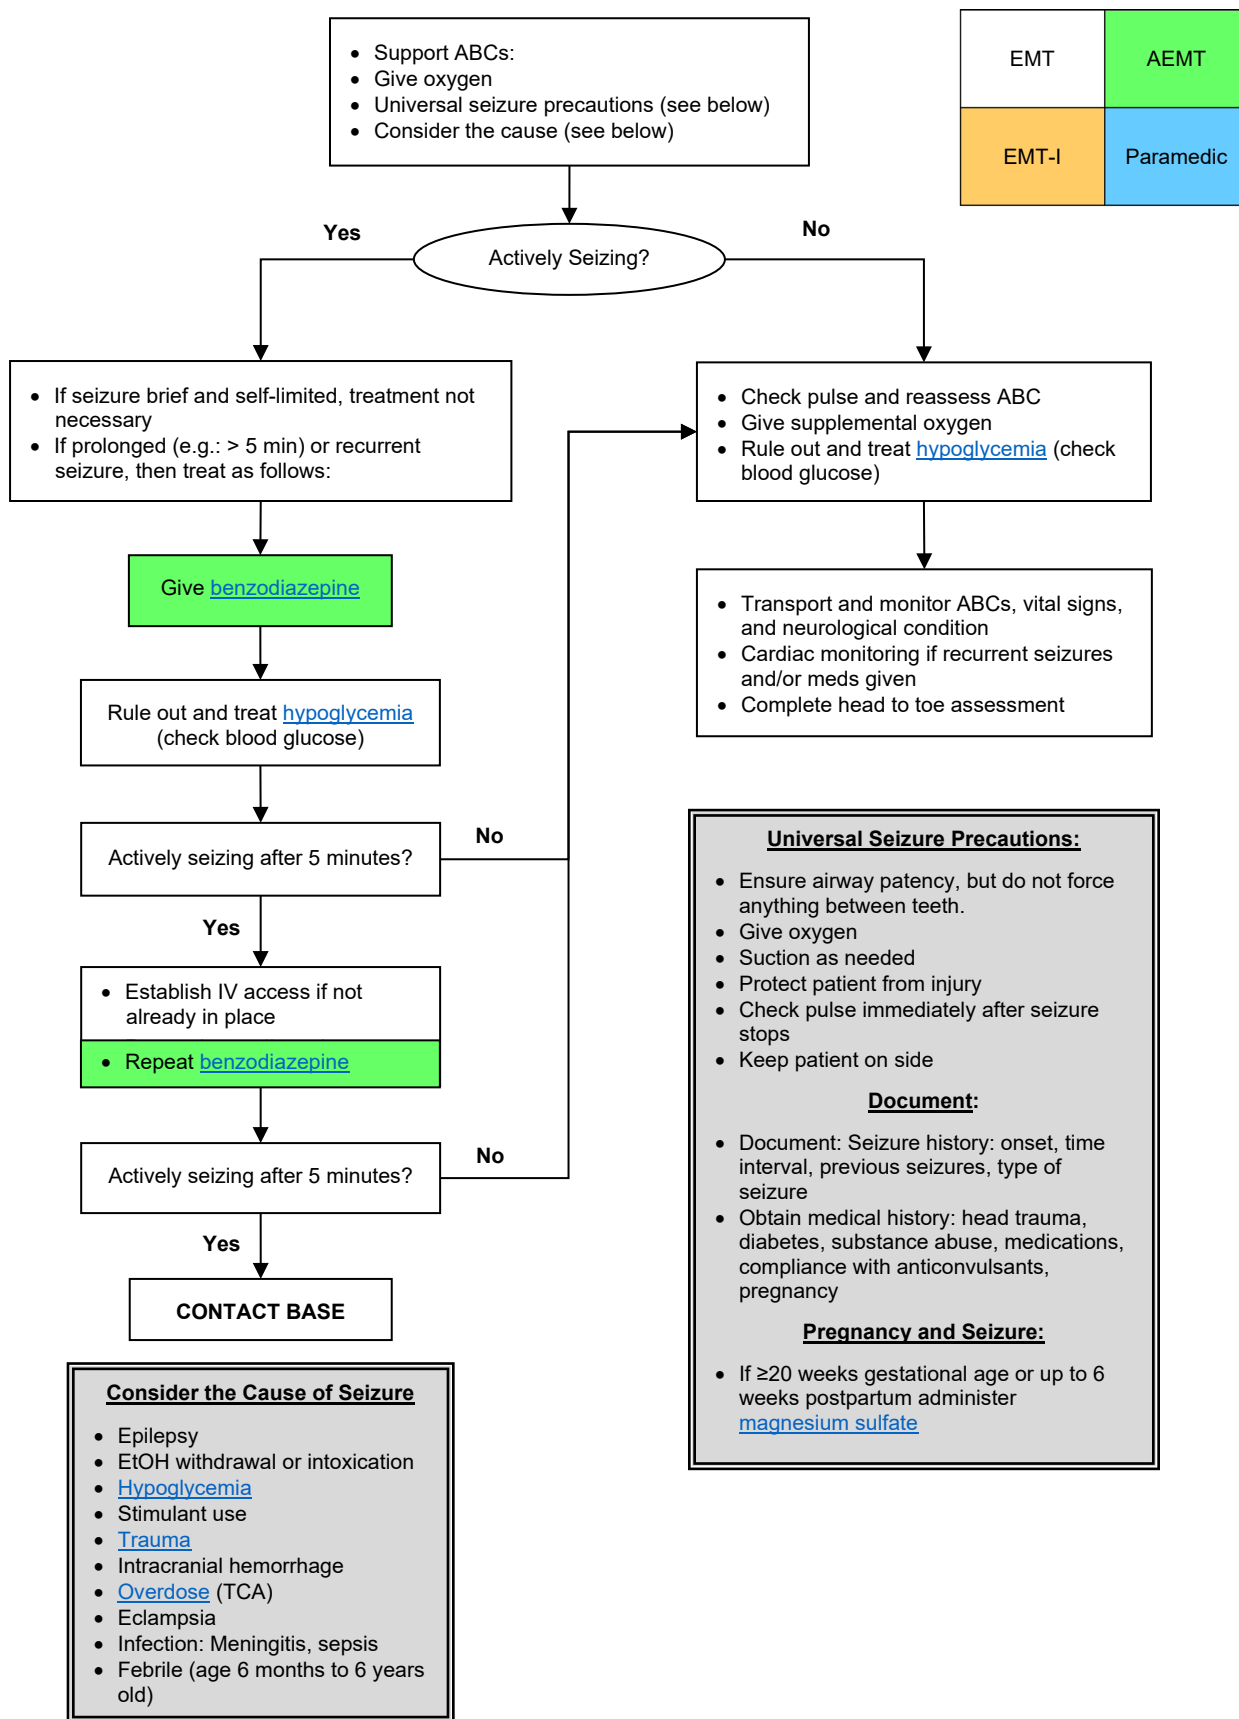 • Support ABCs:
• Give oxygen
• Universal seizure precautions (see below)
• Consider the cause (see below)
EMT
AEMT
EMT-I
Paramedic
Yes
No
Actively Seizing?
• If seizure brief and self-limited, treatment not
necessary
• If prolonged (e.g.: > 5 min) or recurrent
seizure, then treat as follows:
• Check pulse and reassess ABC
• Give supplemental oxygen
• Rule out and treat hypoglycemia (check
blood glucose)
Give benzodiazepine
• Transport and monitor ABCs, vital signs,
and neurological condition
• Cardiac monitoring if recurrent seizures
and/or meds given
• Complete head to toe assessment
Rule out and treat hypoglycemia
(check blood glucose)
Actively seizing after 5 minutes?
No
Yes
• Establish IV access if not
already in place
• Repeat benzodiazepine
Actively seizing after 5 minutes?
No
Yes
CONTACT BASE
Universal Seizure Precautions:
• Ensure airway patency, but do not force
anything between teeth.
• Give oxygen
• Suction as needed
• Protect patient from injury
• Check pulse immediately after seizure
stops
• Keep patient on side
Document:
• Document: Seizure history: onset, time
interval, previous seizures, type of
seizure
• Obtain medical history: head trauma,
diabetes, substance abuse, medications,
compliance with anticonvulsants,
pregnancy
Pregnancy and Seizure:
• If ≥20 weeks gestational age or up to 6
weeks postpartum administer
magnesium sulfate
Consider the Cause of Seizure
• Epilepsy
• EtOH withdrawal or intoxication
• Hypoglycemia
• Stimulant use
• Trauma
• Intracranial hemorrhage
• Overdose (TCA)
• Eclampsia
• Infection: Meningitis, sepsis
• Febrile (age 6 months to 6 years
old)